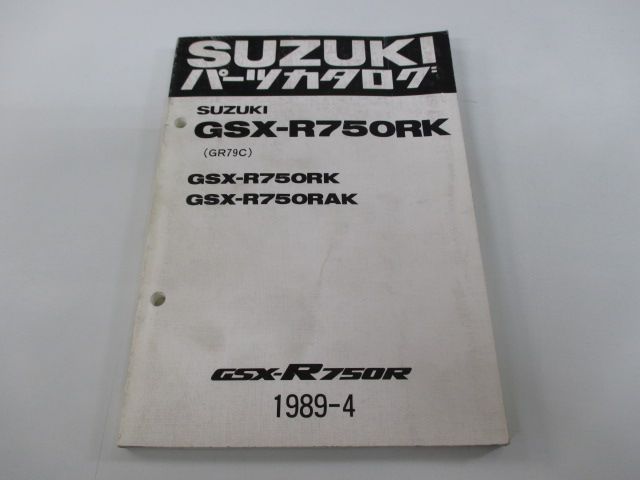 SUZUKI
パーツカタログ
SUZUKI
GSX-R750RK
(GR79C)
GSX-R750RK
GSX-R750RAK
GSX-R750R
1989-4